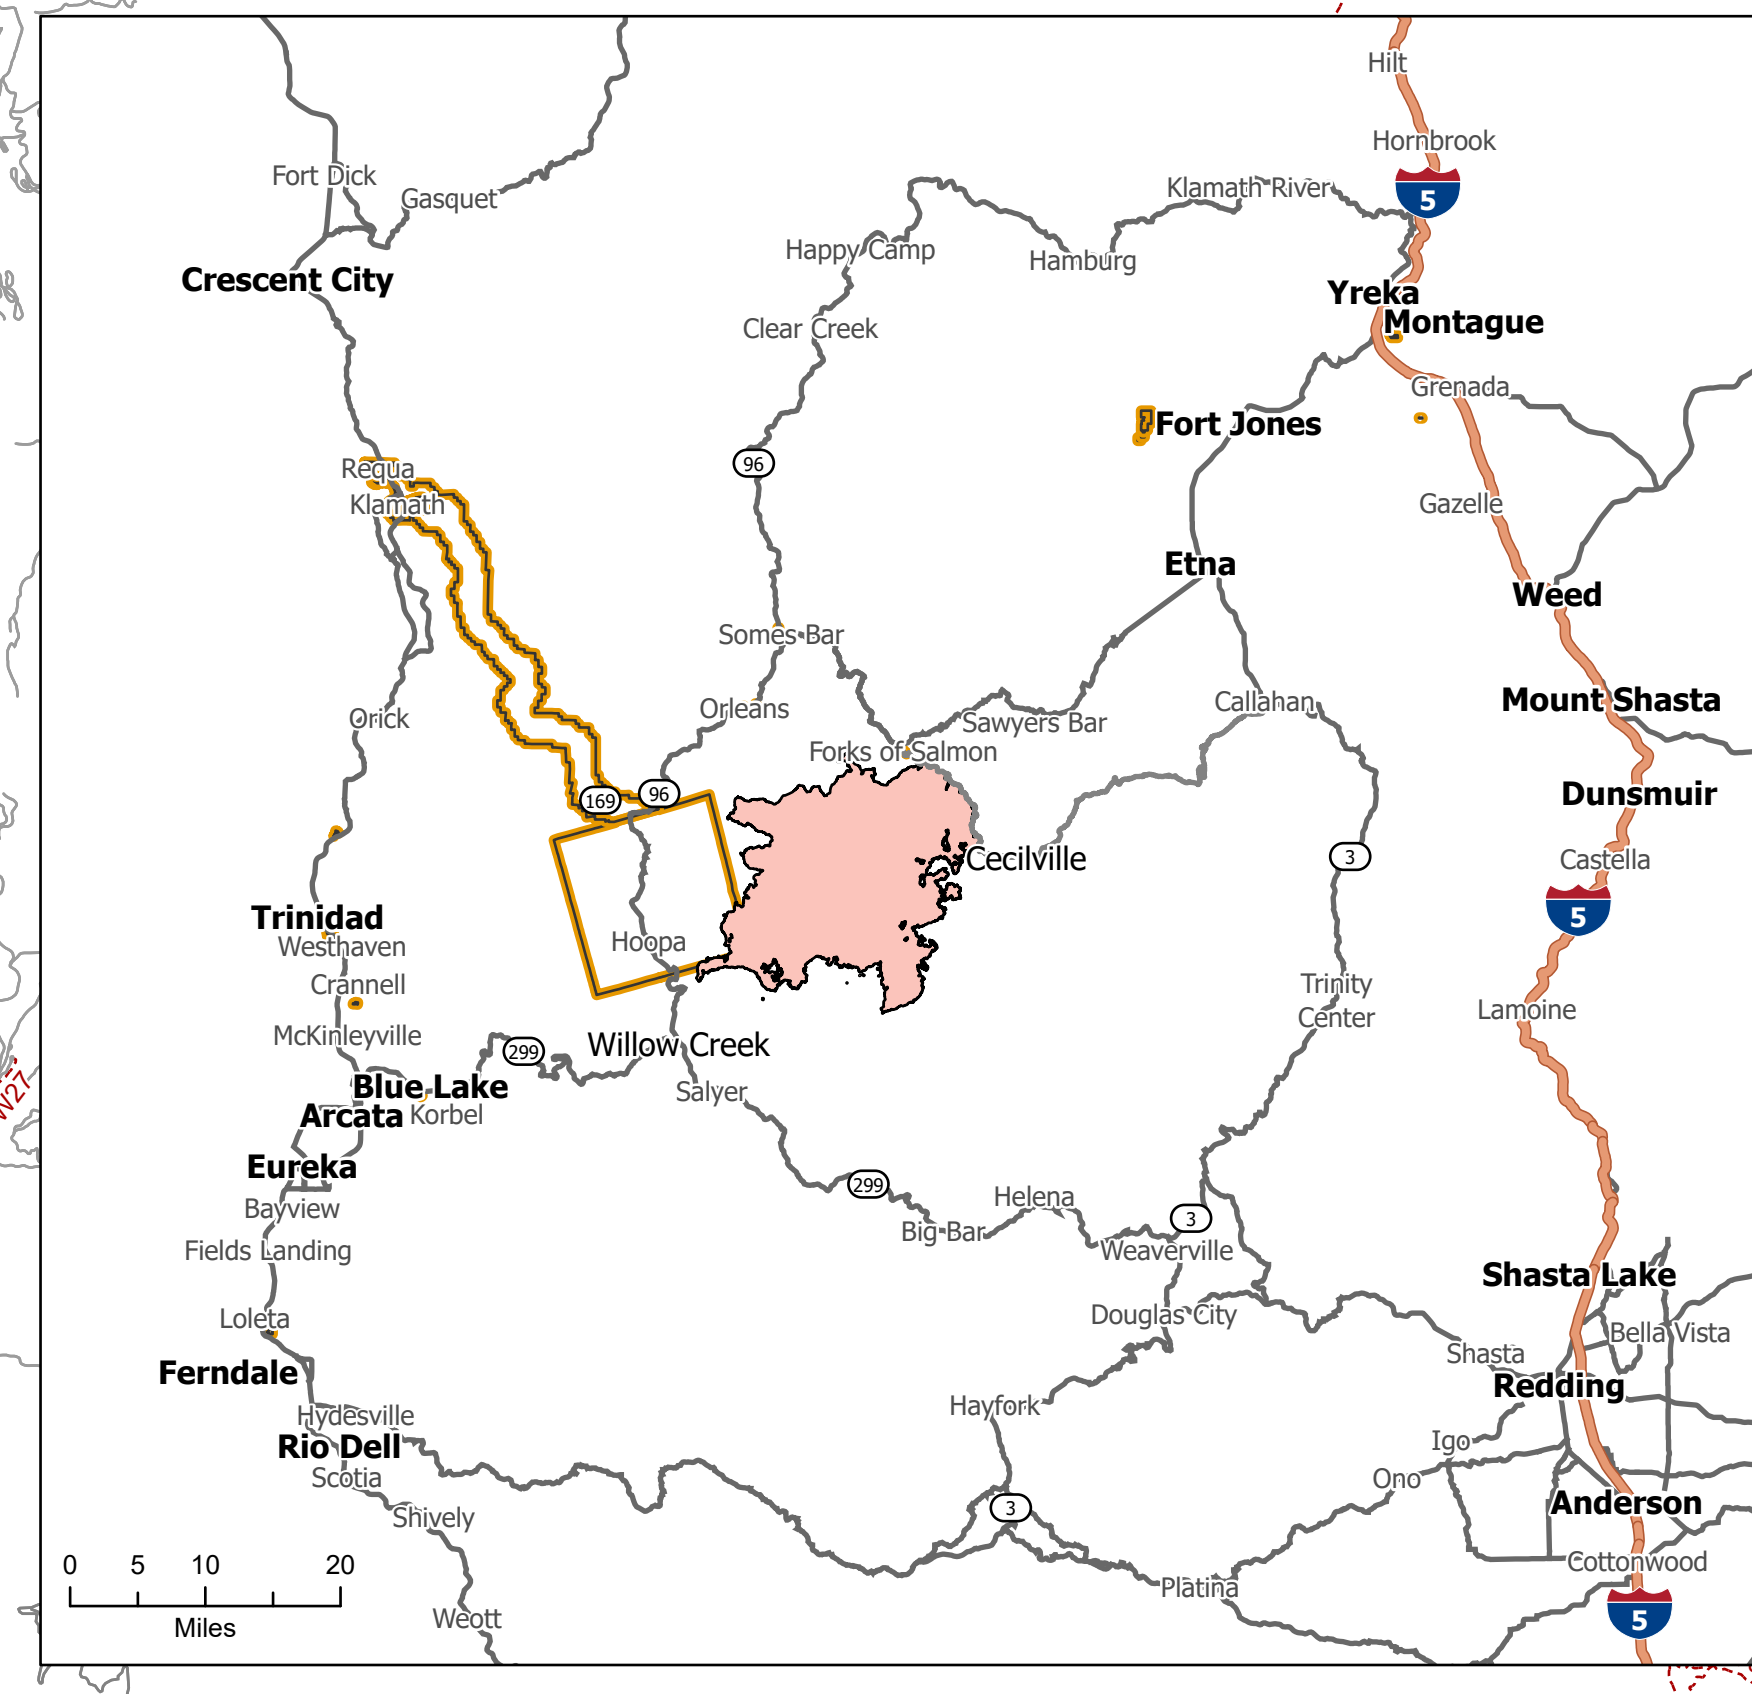 Hilt
Hornbrook
5
Fort Dick
Gasquet
Klamath River
Happy Camp
Hamburg
Crescent City
Yreka
Montague
Clear Creek
Grenada
Fort Jones
96
Requa
Klamath
Gazelle
Etna
Weed
Somes Bar
Orleans
Callahan
Mount Shasta
Orick
Sawyers Bar
Forks of Salmon
169
96
Dunsmuir
Cecilville
3
Castella
5
Trinidad
Westhaven
Hoopa
Crannell
Trinity
Center
Lamoine
McKinleyville
299
Willow Creek
W27
Blue Lake
Salyer
Arcata
Korbel
Eureka
299
Helena
Bayview
3
Big Bar
Fields Landing
Weaverville
Shasta Lake
Loleta
Douglas City
Bella Vista
Shasta
Ferndale
Redding
Hayfork
Hydesville
Rio Dell
Igo
Scotia
Ono
3
Anderson
Shively
Cottonwood
0 5 10 20
Miles
Platina
5
Weott